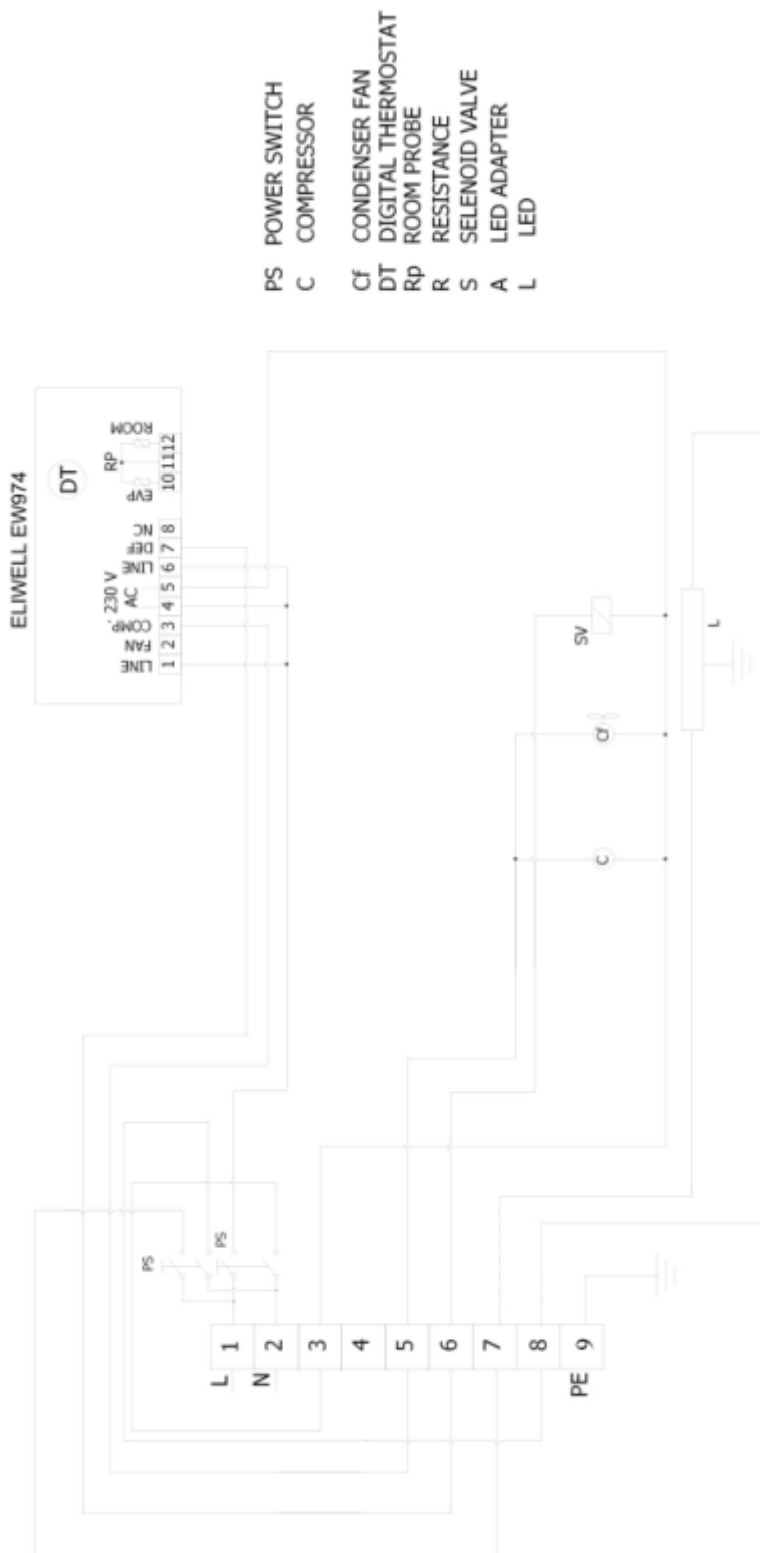 ELIWELL EW974
DT
RP
LINE FAN COMP. 230 V AC LINE DEF NC EVP ROOM
1 2 3 4 5 6 7 8 10 11 12
PS POWER SWITCH
C COMPRESSOR
Cf CONDENSER FAN
DT DIGITAL THERMOSTAT
Rp ROOM PROBE
R RESISTANCE
S SELENOID VALVE
A LED ADAPTER
L LED
PS
PS
L
N
1
2
3
4
5
6
7
8
9
PE
C
Cf
SV
L